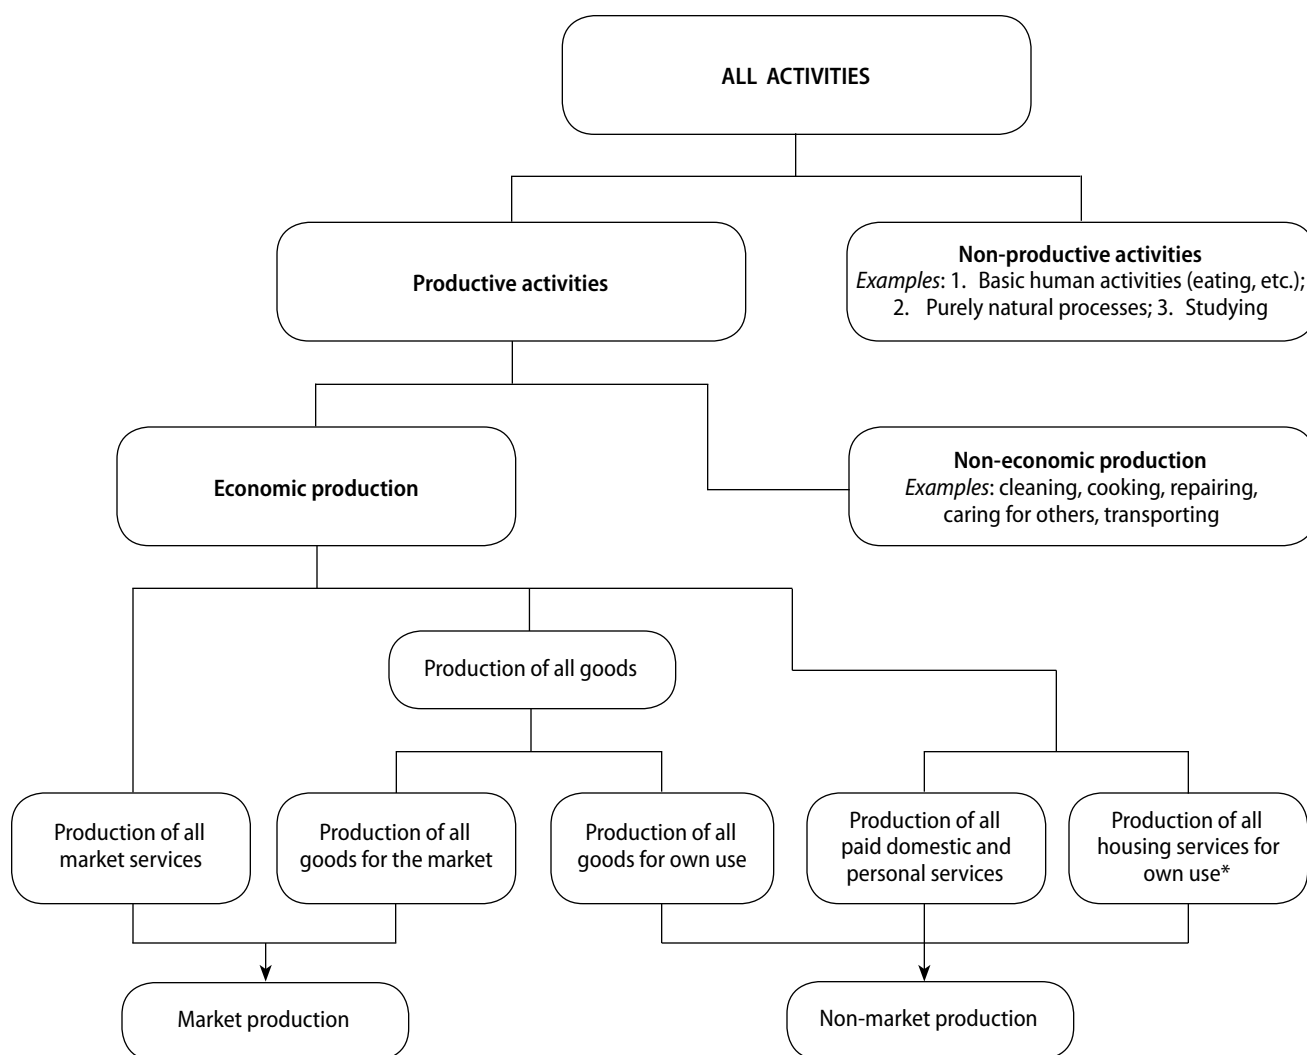 ALL ACTIVITIES
Productive activities
Non-productive activities
Examples: 1. Basic human activities (eating, etc.);
2. Purely natural processes; 3. Studying
Economic production
Non-economic production
Examples: cleaning, cooking, repairing,
caring for others, transporting
Production of all goods
Production of all
market services
Production of all
goods for the market
Production of all
goods for own use
Production of all
paid domestic and
personal services
Production of all
housing services for
own use*
Market production
Non-market production